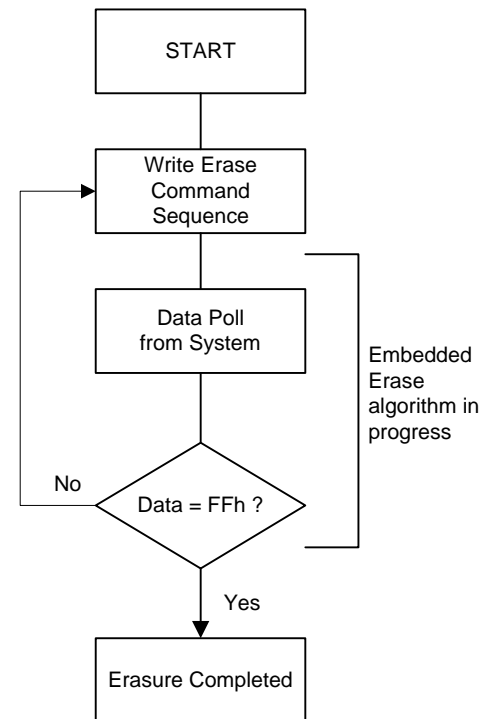 START
Write Erase
Command
Sequence
Data Poll
from System
Embedded
Erase
algorithm in
progress
No
Data = FFh ?
Yes
Erasure Completed